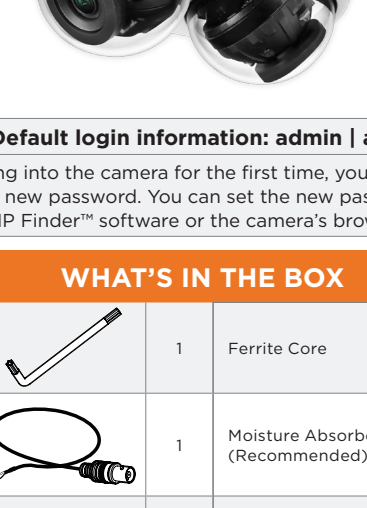 Default login information: admin | a
ng into the camera for the first time, you
new password. You can set the new pas
IP Finder™ software or the camera's brow
WHAT'S IN THE BOX
1
Ferrite Core
1
Moisture Absorbe
(Recommended)